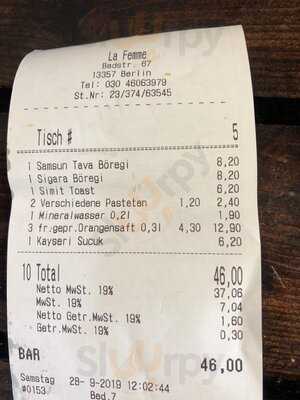 La Femme
Badstr. 67
13357 Berlin
Tel: 030 46063979
St.Nr: 23/374/63545
Tisch # 5
1 Samsun Tava Böregi 8,20
1 Sigara Böregi 8,20
1 Simit Toast 6,20
2 Verschiedene Pasteten 1,20 2,40
1 Mineralwasser 0,2l 1,90
3 fr.gepr.Orangensaft 0,3l 4,30 12,90
1 Kayseri Sucuk 6,20
10 Total 46,00
Netto MwSt. 19% 37,06
MwSt. 19% 7,04
Netto Getr.MwSt. 19% 1,60
Getr.MwSt. 19% 0,30
BAR 46,00
Samstag 28- 9-2019 12:02:44
#0153 Bed.7